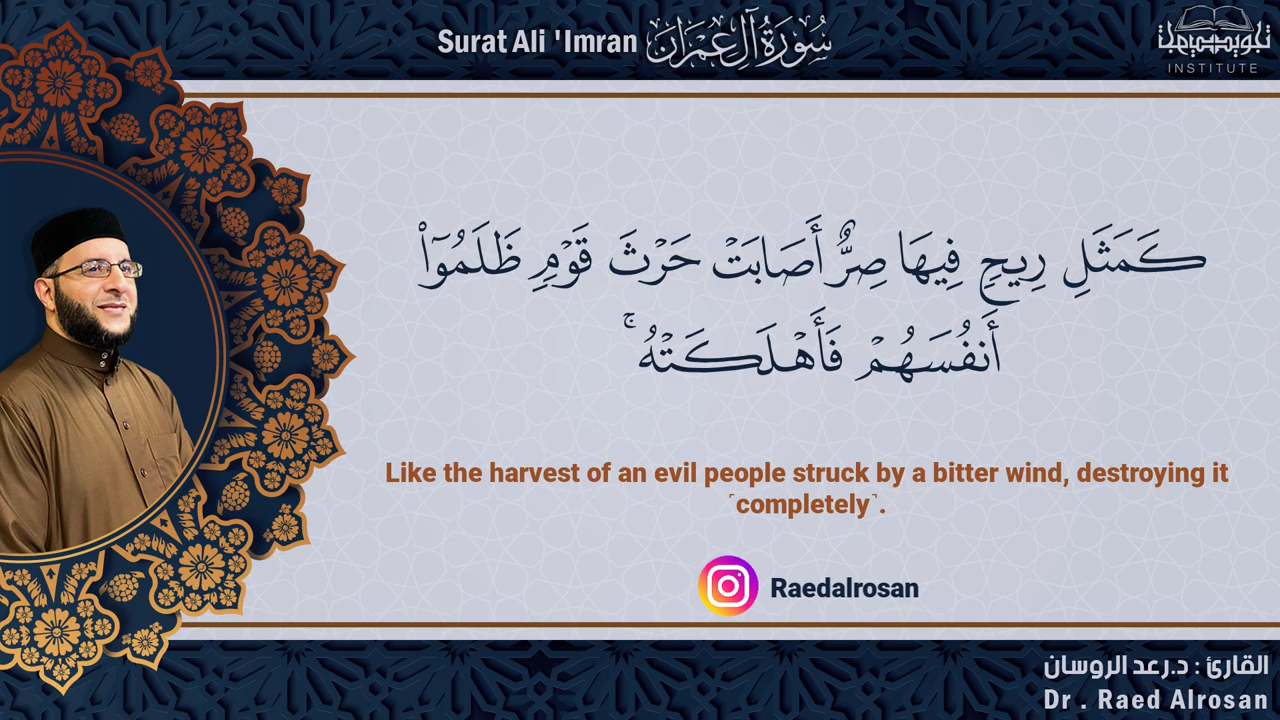 Surat Ali 'Imran سُورَةُ آلِ عِمْرَان
INSTITUTE
كَمَثَلِ رِيحٍ فِيهَا صِرٌّ أَصَابَتْ حَرْثَ قَوْمٍ ظَلَمُوٓا۟
أَنفُسَهُمْ فَأَهْلَكَتْهُ ۚ
Like the harvest of an evil people struck by a bitter wind, destroying it
˹completely˺.
Raedalrosan
القارئ : د.رعد الروسان
Dr . Raed Alrosan